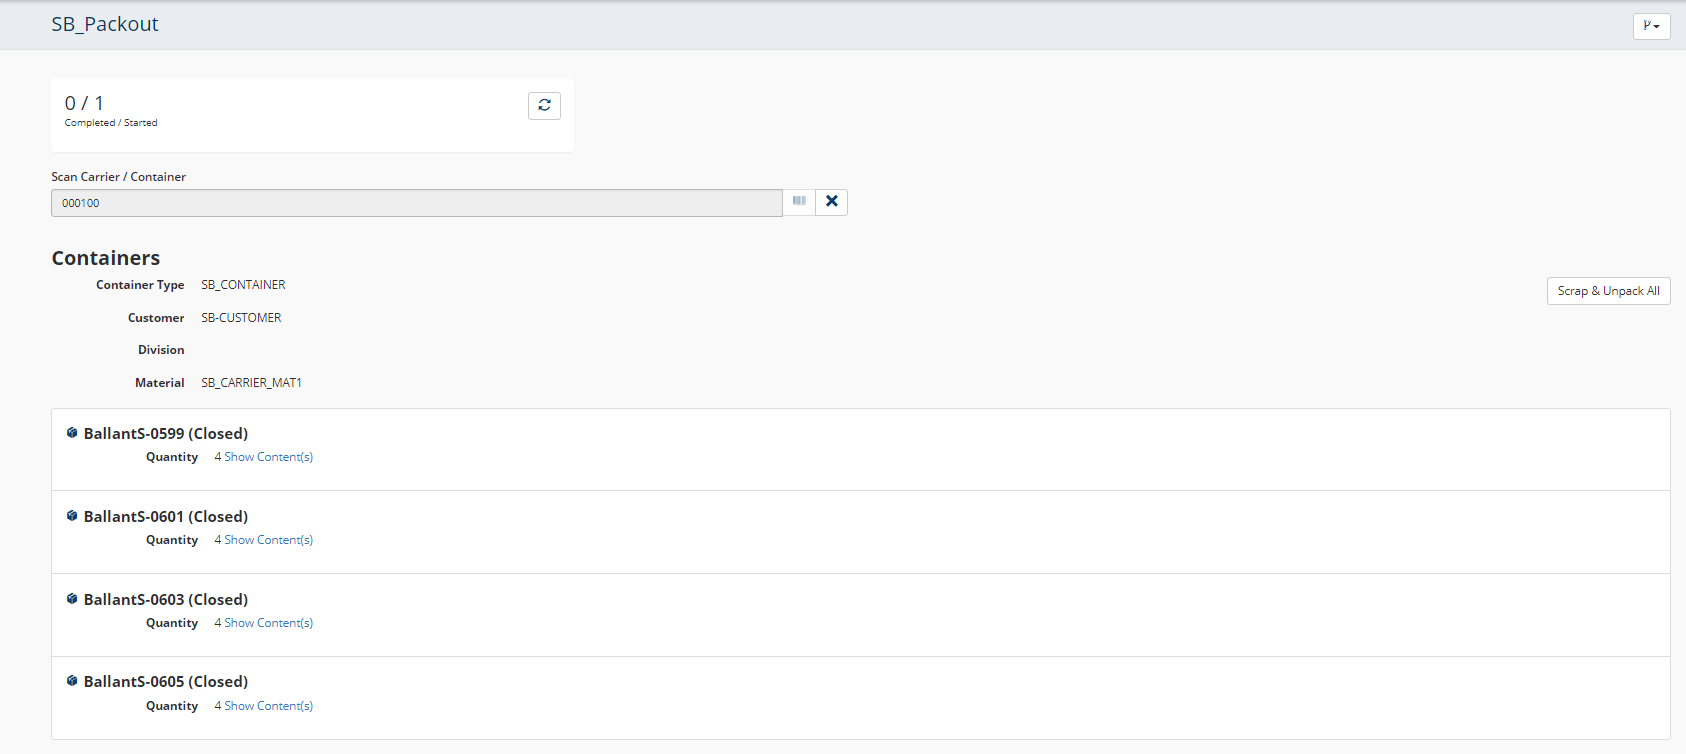 SB_Packout
0 / 1
Completed / Started
Scan Carrier / Container
000100
Containers
Container Type SB_CONTAINER
Scrap & Unpack All
Customer SB-CUSTOMER
Division
Material SB_CARRIER_MAT1
BallantS-0599 (Closed)
Quantity 4 Show Content(s)
BallantS-0601 (Closed)
Quantity 4 Show Content(s)
BallantS-0603 (Closed)
Quantity 4 Show Content(s)
BallantS-0605 (Closed)
Quantity 4 Show Content(s)